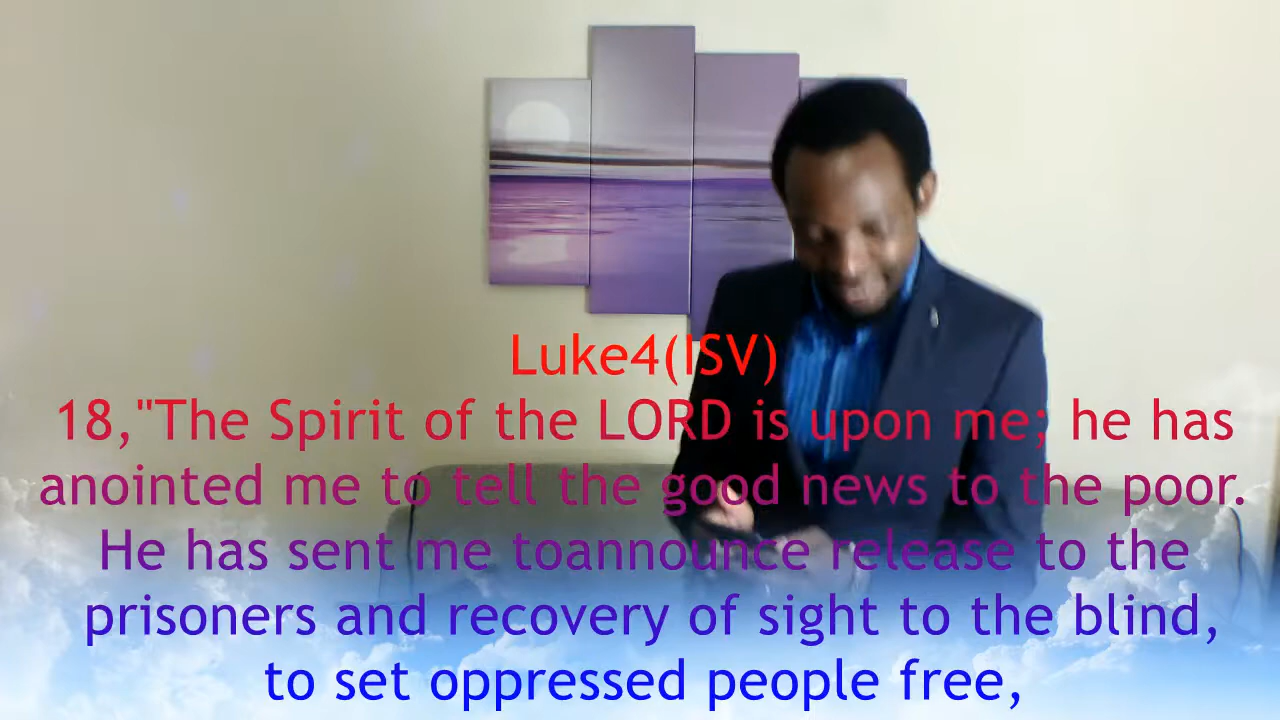 Luke4(ISV)
18,"The Spirit of the LORD is upon me; he has
anointed me to tell the good news to the poor.
He has sent me toannounce release to the
prisoners and recovery of sight to the blind,
to set oppressed people free,